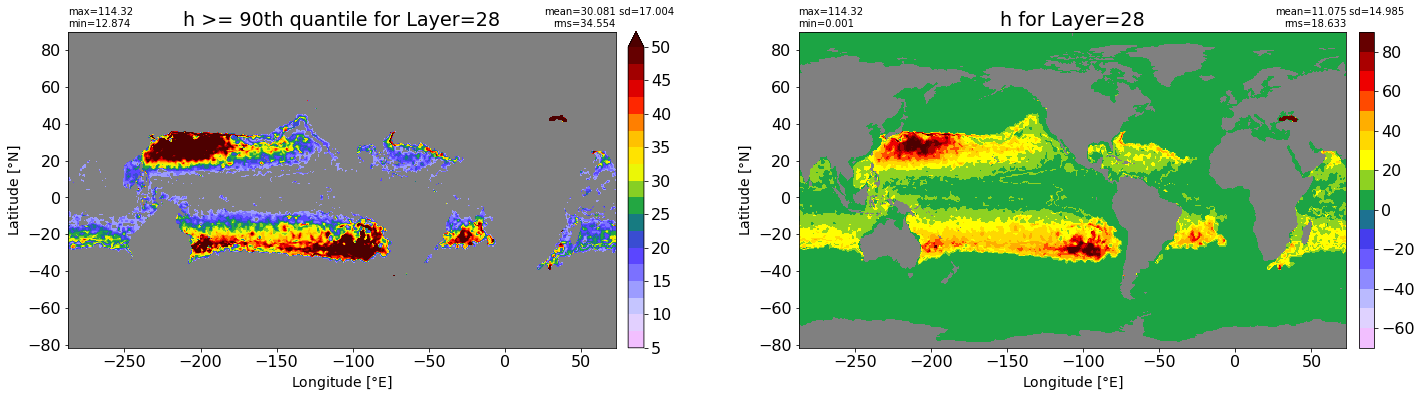 max=114.32
min=12.874
h >= 90th quantile for Layer=28
mean=30.081 sd=17.004
rms=34.554
80
60
40
20
0
−20
−40
−60
−80
Latitude [°N]
−250 −200 −150 −100 −50 0 50
Longitude [°E]
50
45
40
35
30
25
20
15
10
5
max=114.32
min=0.001
h for Layer=28
mean=11.075 sd=14.985
rms=18.633
80
60
40
20
0
−20
−40
−60
−80
Latitude [°N]
−250 −200 −150 −100 −50 0 50
Longitude [°E]
80
60
40
20
0
−20
−40
−60